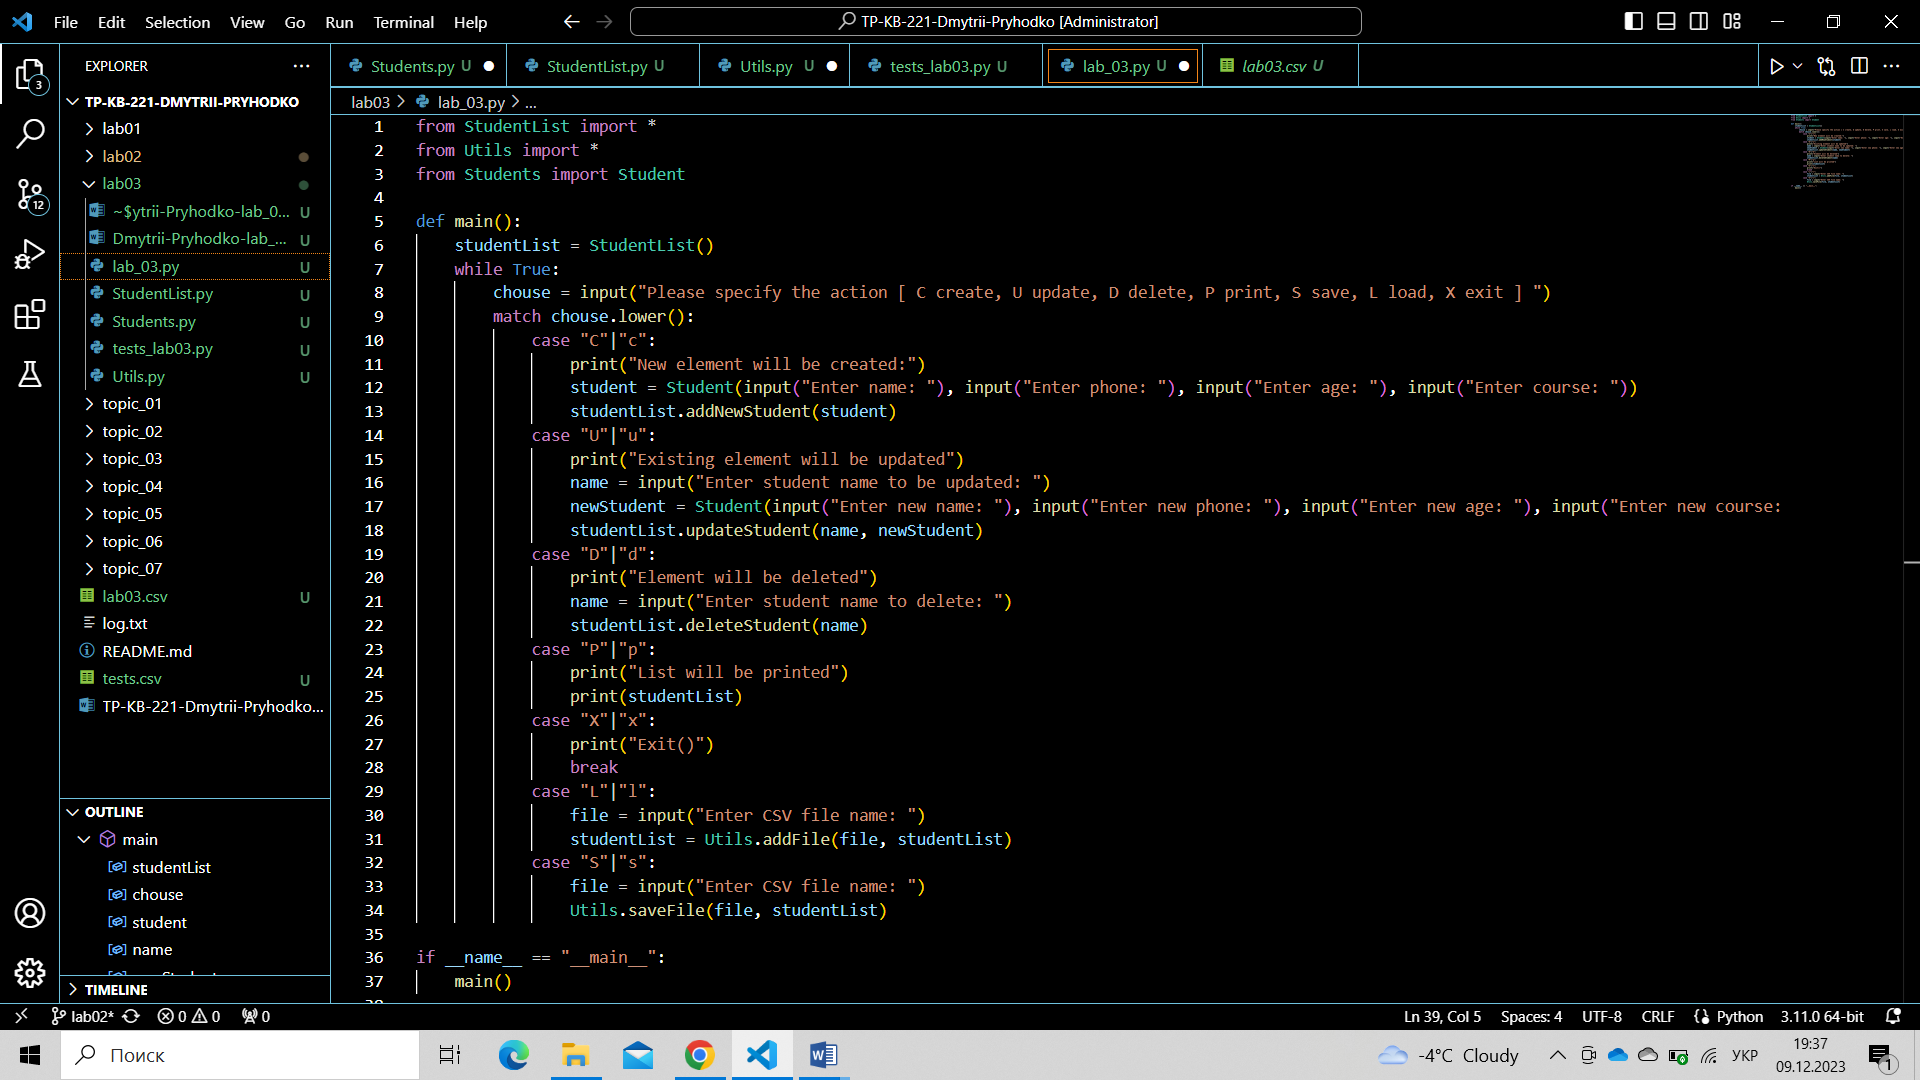 File Edit Selection View Go Run Terminal Help
TP-KB-221-Dmytrii-Pryhodko [Administrator]
EXPLORER
Students.py U
StudentList.py U
Utils.py U
tests_lab03.py U
lab_03.py U
lab03.csv U
lab03 > lab_03.py > ...
3
12
TP-KB-221-DMYTRII-PRYHODKO
lab01
lab02
lab03
~$ytrii-Pryhodko-lab_0... U
Dmytrii-Pryhodko-lab_... U
lab_03.py U
StudentList.py U
Students.py U
tests_lab03.py U
Utils.py U
topic_01
topic_02
topic_03
topic_04
topic_05
topic_06
topic_07
lab03.csv U
log.txt
README.md
tests.csv U
TP-KB-221-Dmytrii-Pryhodko...
OUTLINE
main
studentList
chouse
student
name
TIMELINE
1 from StudentList import *
2 from Utils import *
3 from Students import Student
4
5 def main():
6 studentList = StudentList()
7 while True:
8 chouse = input("Please specify the action [ C create, U update, D delete, P print, S save, L load, X exit ] ")
9 match chouse.lower():
10 case "C"|"c":
11 print("New element will be created:")
12 student = Student(input("Enter name: "), input("Enter phone: "), input("Enter age: "), input("Enter course: "))
13 studentList.addNewStudent(student)
14 case "U"|"u":
15 print("Existing element will be updated")
16 name = input("Enter student name to be updated: ")
17 newStudent = Student(input("Enter new name: "), input("Enter new phone: "), input("Enter new age: "), input("Enter new course:
18 studentList.updateStudent(name, newStudent)
19 case "D"|"d":
20 print("Element will be deleted")
21 name = input("Enter student name to delete: ")
22 studentList.deleteStudent(name)
23 case "P"|"p":
24 print("List will be printed")
25 print(studentList)
26 case "X"|"x":
27 print("Exit()")
28 break
29 case "L"|"l":
30 file = input("Enter CSV file name: ")
31 studentList = Utils.addFile(file, studentList)
32 case "S"|"s":
33 file = input("Enter CSV file name: ")
34 Utils.saveFile(file, studentList)
35
36 if __name__ == "__main__":
37 main()
lab02* 0 0 0
Ln 39, Col 5 Spaces: 4 UTF-8 CRLF Python 3.11.0 64-bit
Поиск
-4°C Cloudy
УКР
19:37
09.12.2023
1